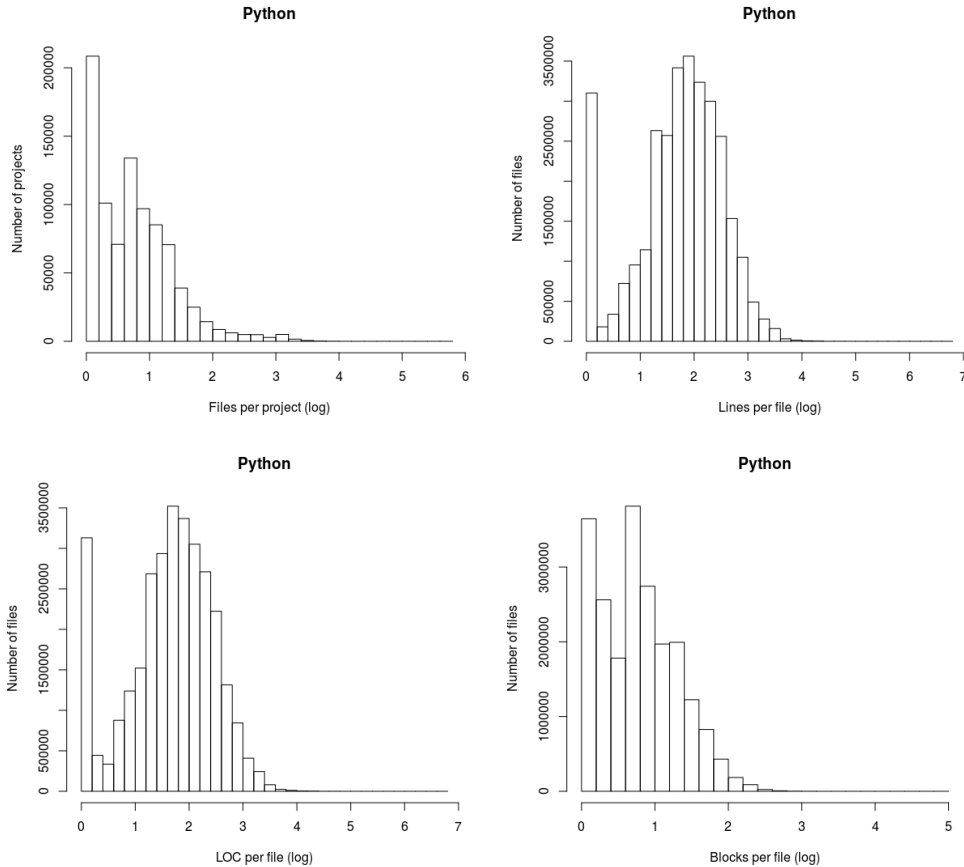 Python
Number of projects
200000
150000
100000
50000
0
0 1 2 3 4 5 6
Files per project (log)
Python
Number of files
3500000
2500000
1500000
500000
0
0 1 2 3 4 5 6 7
Lines per file (log)
Python
Number of files
3500000
2500000
1500000
500000
0
0 1 2 3 4 5 6 7
LOC per file (log)
Python
Number of files
3000000
2000000
1000000
0
0 1 2 3 4 5
Blocks per file (log)